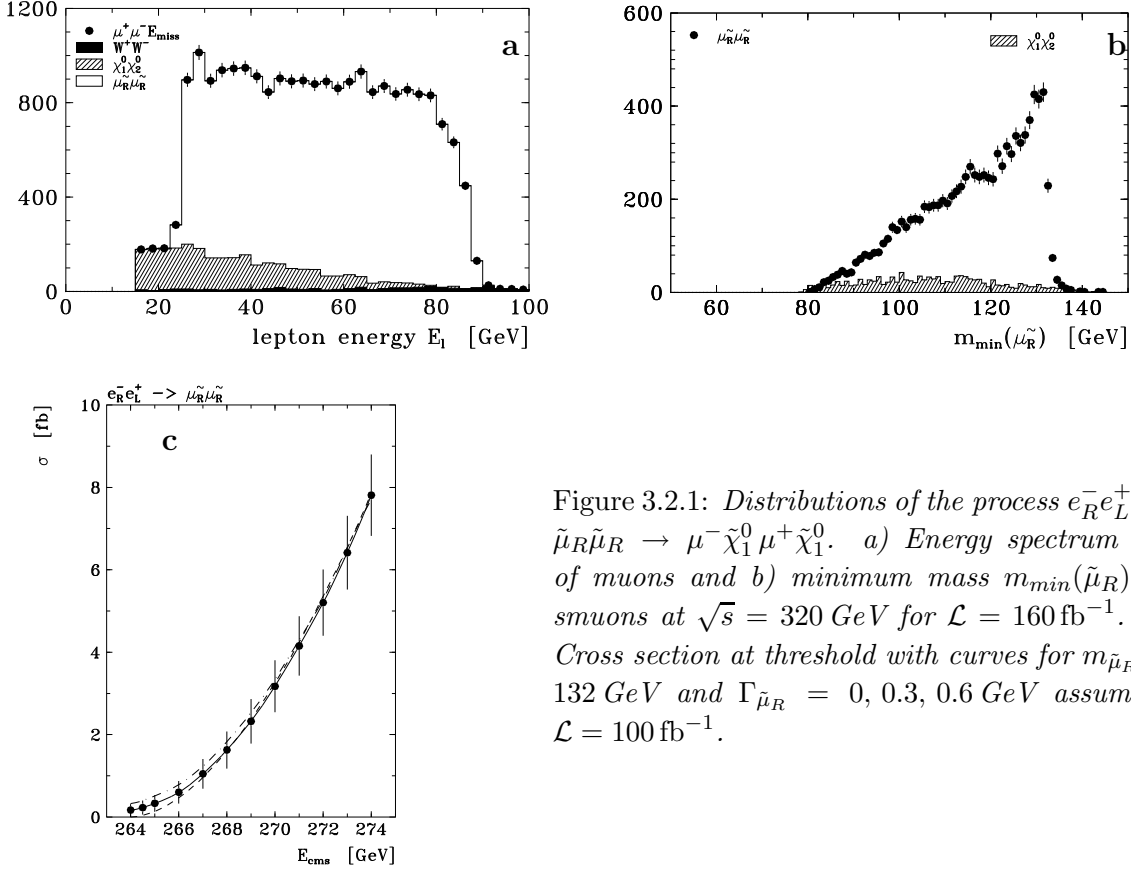 1200
800
400
0
0 20 40 60 80 100
μ⁺μ⁻E_miss
W⁺W⁻
χ₁⁰χ₂⁰
μ̃_Rμ̃_R
a
lepton energy E_l [GeV]
600
400
200
0
60 80 100 120 140
μ̃_Rμ̃_R
χ₁⁰χ₂⁰
b
m_min(μ̃_R) [GeV]
e_R⁻e_L⁺ -> μ̃_Rμ̃_R
σ [fb]
10
8
6
4
2
0
264 266 268 270 272 274
c
E_cms [GeV]
Figure 3.2.1: Distributions of the process e_R⁻e_L⁺
μ̃_Rμ̃_R → μ⁻χ̃₁⁰ μ⁺χ̃₁⁰. a) Energy spectrum
of muons and b) minimum mass m_min(μ̃_R)
smuons at √s = 320 GeV for ℒ = 160 fb⁻¹.
Cross section at threshold with curves for m_μ̃_R
132 GeV and Γ_μ̃_R = 0, 0.3, 0.6 GeV assum
ℒ = 100 fb⁻¹.